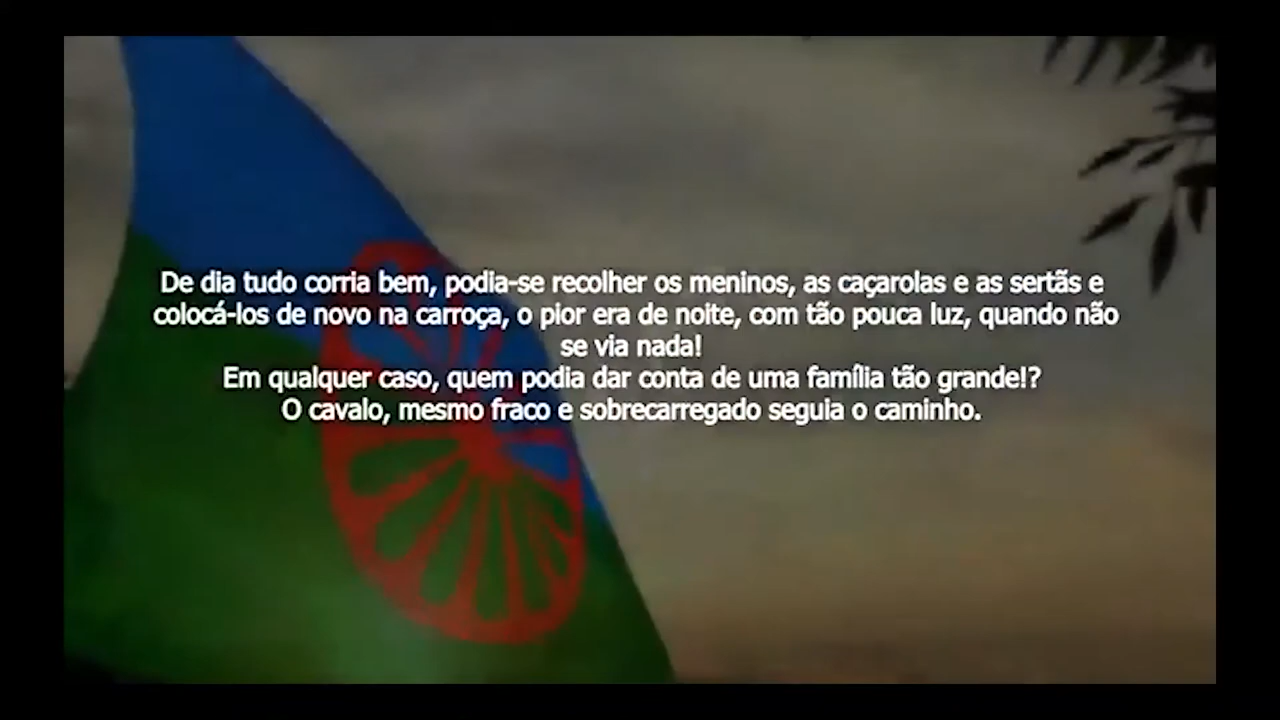 De dia tudo corria bem, podia-se recolher os meninos, as caçarolas e as sertãs e
colocá-los de novo na carroça, o pior era de noite, com tão pouca luz, quando não
se via nada!
Em qualquer caso, quem podia dar conta de uma família tão grande!?
O cavalo, mesmo fraco e sobrecarregado seguia o caminho.